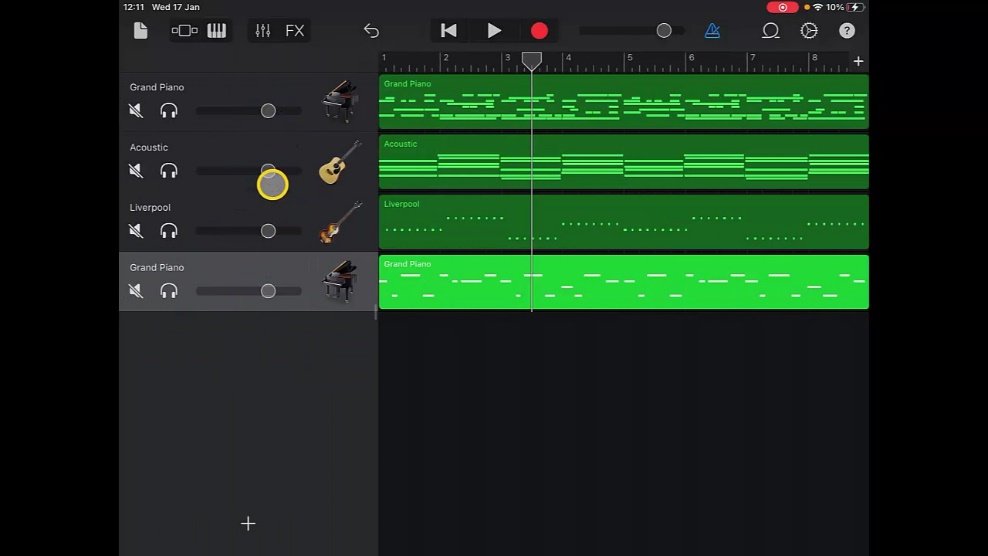 12:11 Wed 17 Jan
10%
FX
?
1 2 3 4 5 6 7 8
+
Grand Piano
Grand Piano
Acoustic
Acoustic
Liverpool
Liverpool
Grand Piano
Grand Piano
+